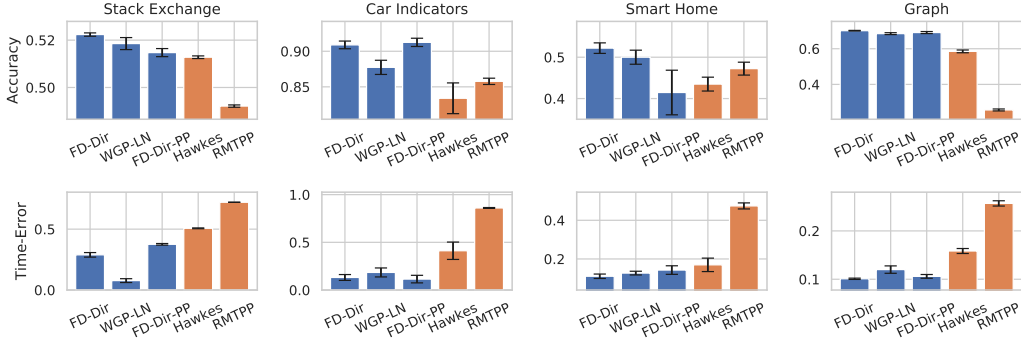 Stack Exchange
Car Indicators
Smart Home
Graph
Accuracy
0.52
0.50
0.90
0.85
0.5
0.4
0.6
0.4
FD-Dir
WGP-LN
FD-Dir-PP
Hawkes
RMTPP
FD-Dir
WGP-LN
FD-Dir-PP
Hawkes
RMTPP
FD-Dir
WGP-LN
FD-Dir-PP
Hawkes
RMTPP
FD-Dir
WGP-LN
FD-Dir-PP
Hawkes
RMTPP
Time-Error
0.5
0.0
1.0
0.5
0.0
0.4
0.2
0.2
0.1
FD-Dir
WGP-LN
FD-Dir-PP
Hawkes
RMTPP
FD-Dir
WGP-LN
FD-Dir-PP
Hawkes
RMTPP
FD-Dir
WGP-LN
FD-Dir-PP
Hawkes
RMTPP
FD-Dir
WGP-LN
FD-Dir-PP
Hawkes
RMTPP